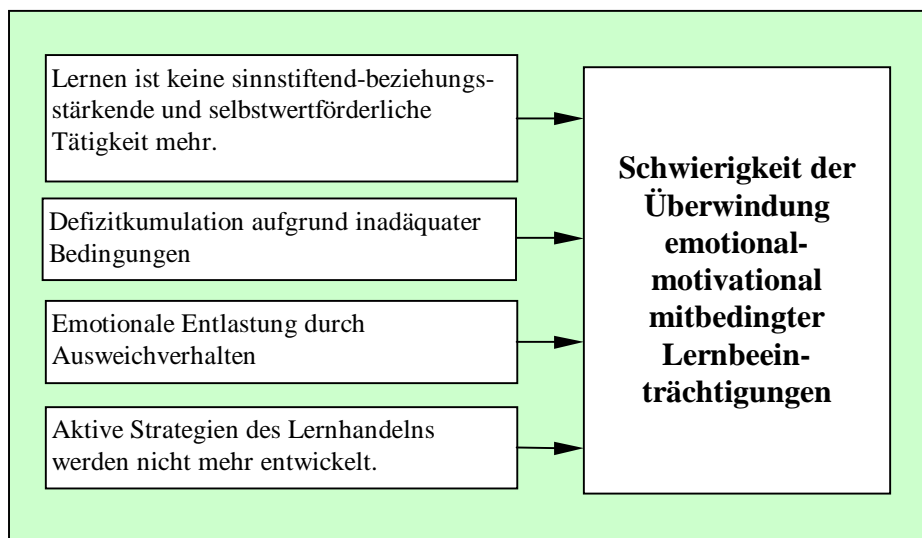 Lernen ist keine sinnstiftend-beziehungs-
stärkende und selbstwertförderliche
Tätigkeit mehr.
Defizitkumulation aufgrund inadäquater
Bedingungen
Emotionale Entlastung durch
Ausweichverhalten
Aktive Strategien des Lernhandelns
werden nicht mehr entwickelt.
Schwierigkeit der
Überwindung
emotional-
motivational
mitbedingter
Lernbeein-
trächtigungen